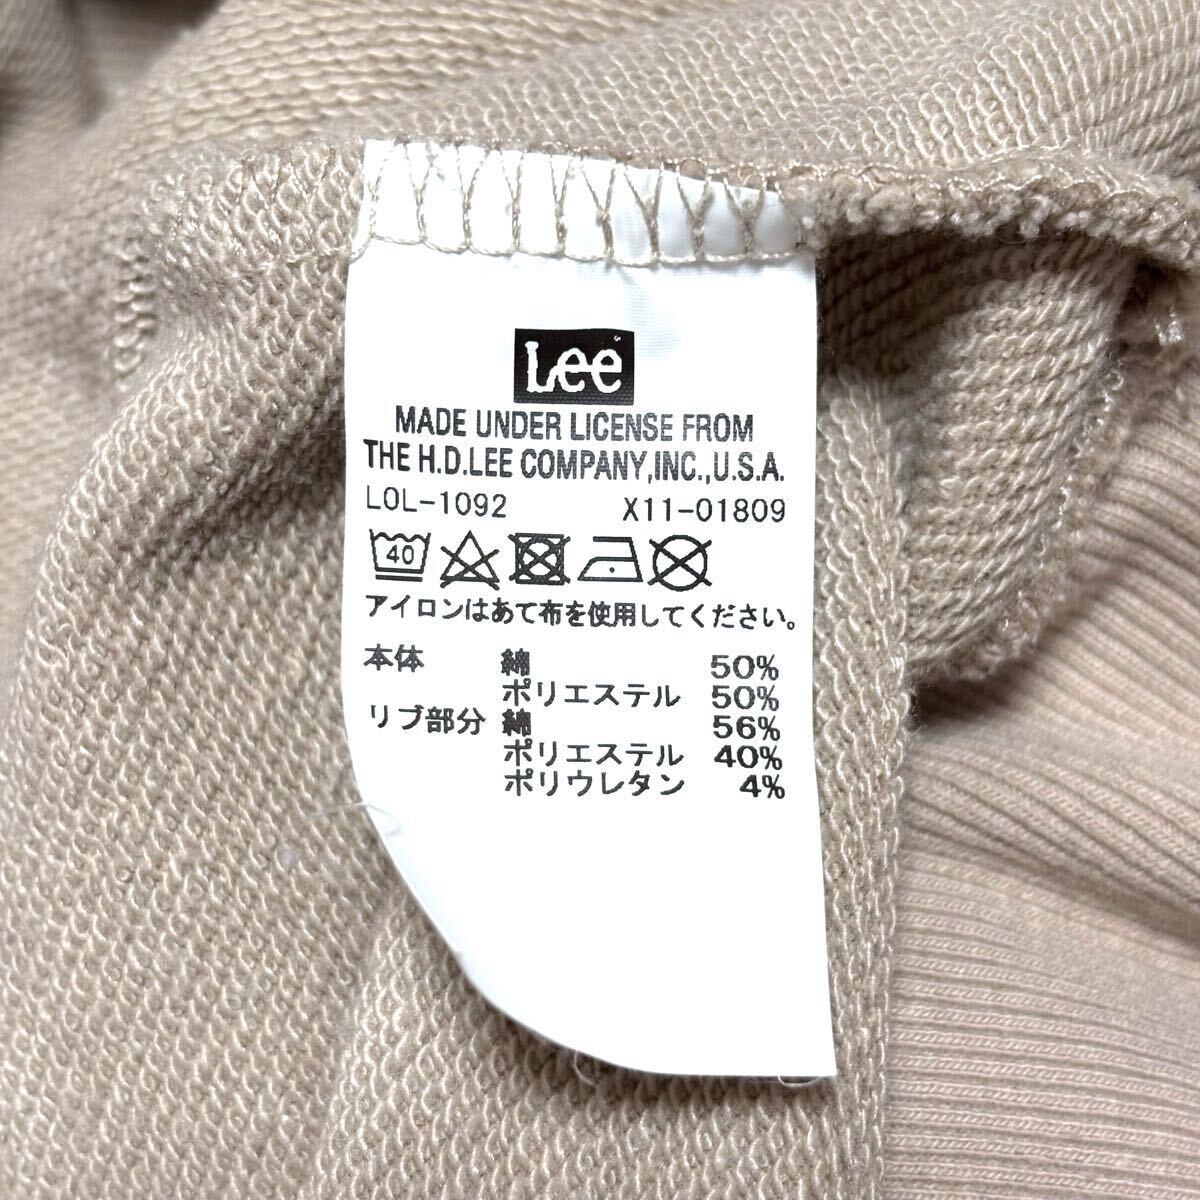 Lee
MADE UNDER LICENSE FROM
THE H.D.LEE COMPANY,INC.,U.S.A.
LOL-1092 X11-01809
40
アイロンはあて布を使用してください。
本体 綿 50%
ポリエステル 50%
リブ部分 綿 56%
ポリエステル 40%
ポリウレタン 4%